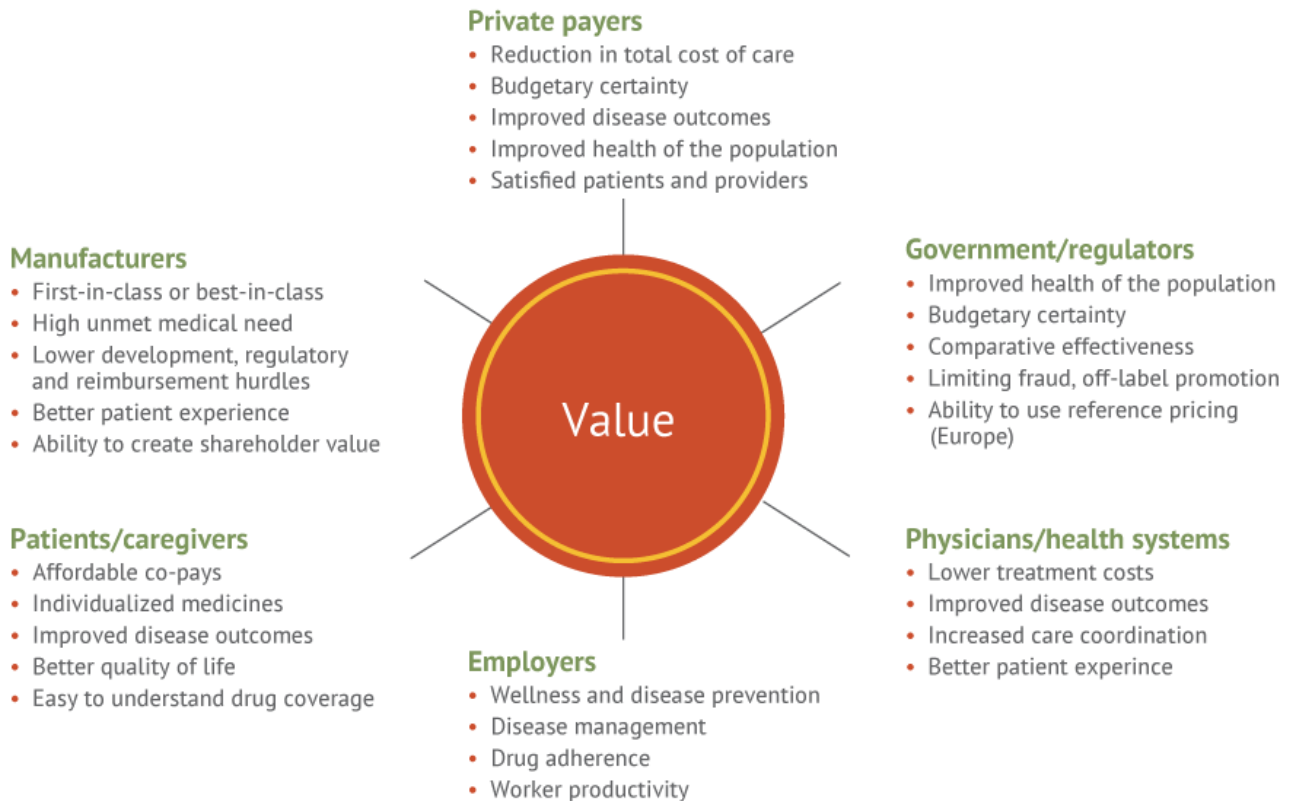 Private payers
• Reduction in total cost of care
• Budgetary certainty
• Improved disease outcomes
• Improved health of the population
• Satisfied patients and providers
Manufacturers
• First-in-class or best-in-class
• High unmet medical need
• Lower development, regulatory
and reimbursement hurdles
• Better patient experience
• Ability to create shareholder value
Government/regulators
• Improved health of the population
• Budgetary certainty
• Comparative effectiveness
• Limiting fraud, off-label promotion
• Ability to use reference pricing
(Europe)
Value
Patients/caregivers
• Affordable co-pays
• Individualized medicines
• Improved disease outcomes
• Better quality of life
• Easy to understand drug coverage
Physicians/health systems
• Lower treatment costs
• Improved disease outcomes
• Increased care coordination
• Better patient experince
Employers
• Wellness and disease prevention
• Disease management
• Drug adherence
• Worker productivity